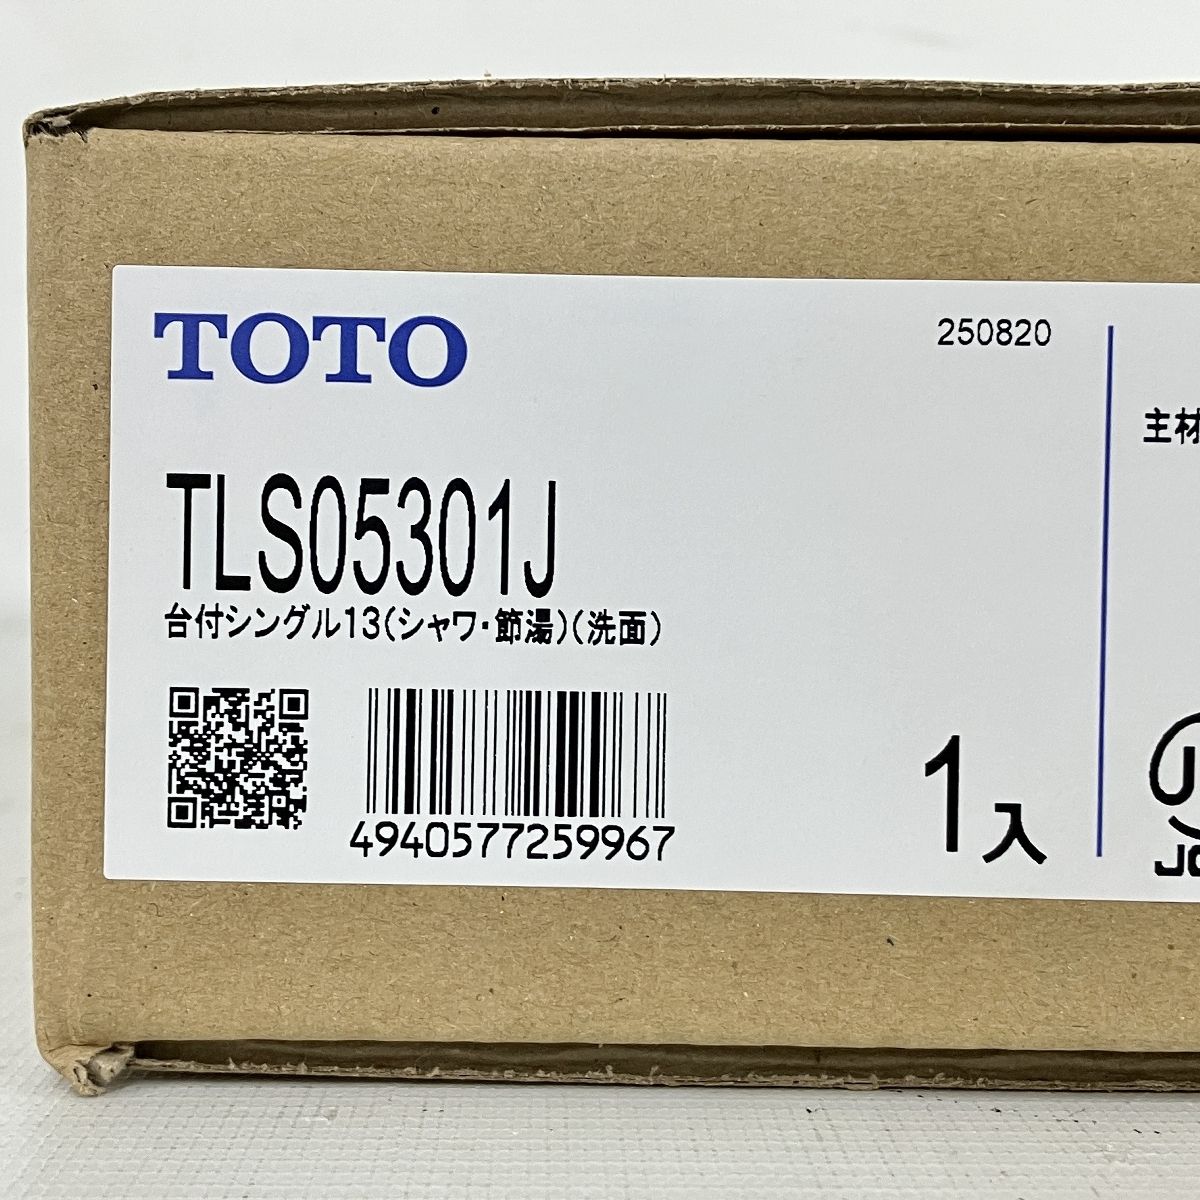 TOTO
250820
TLS05301J
台付シングル13(シャワ・節湯)(洗面)
4940577259967
1入
主材